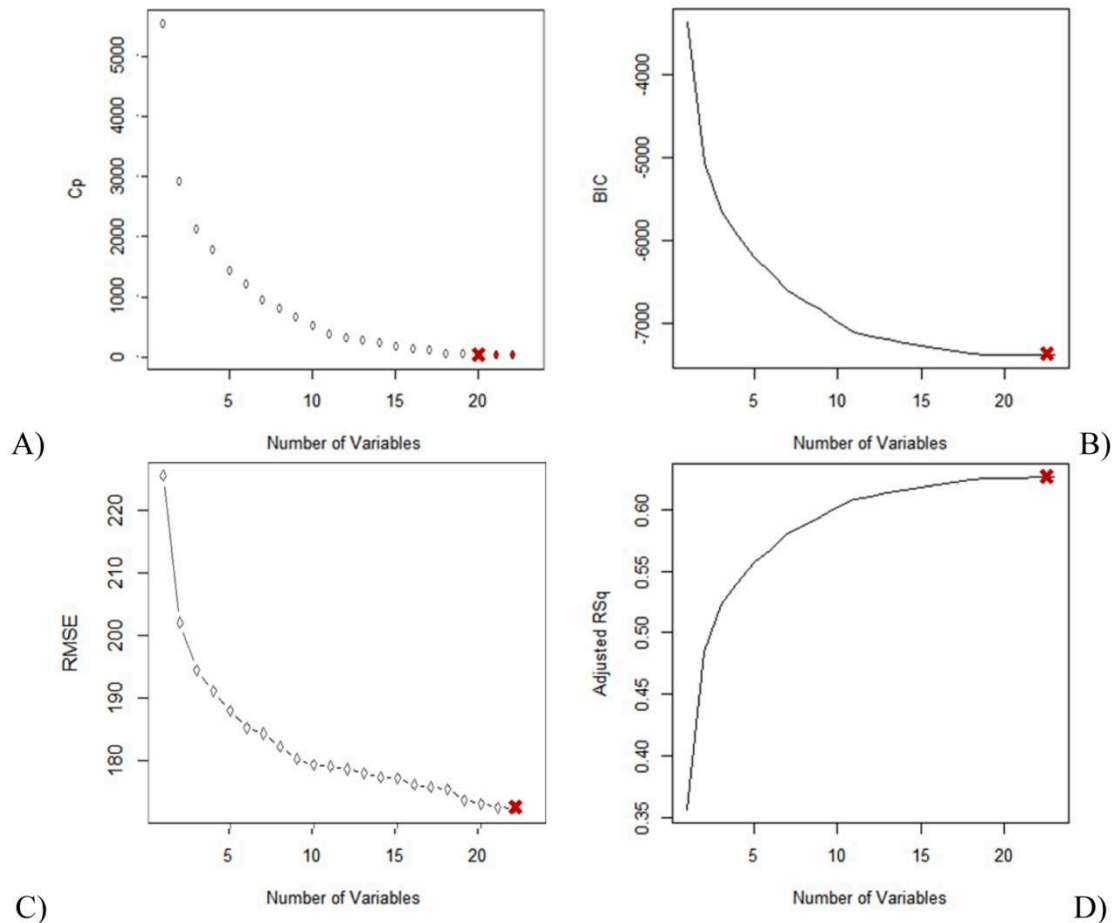 5000
4000
3000
2000
1000
0
Cp
5 10 15 20
Number of Variables
A)
-4000
-5000
-6000
-7000
BIC
5 10 15 20
Number of Variables
B)
220
210
200
190
180
RMSE
5 10 15 20
Number of Variables
C)
0.60
0.55
0.50
0.45
0.40
0.35
Adjusted RSq
5 10 15 20
Number of Variables
D)